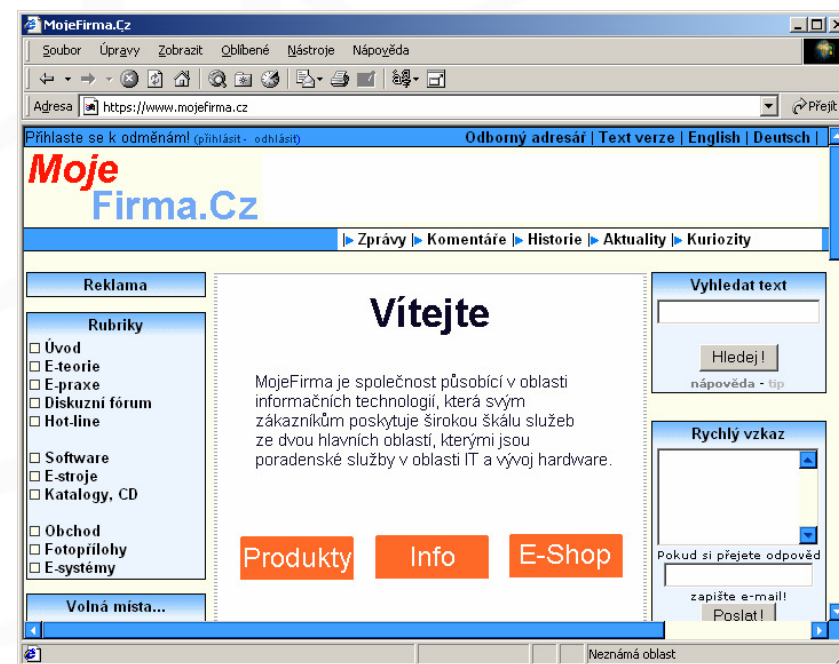 MojeFirma.Cz
Soubor Úpravy Zobrazit Oblíbené Nástroje Nápověda
Adresa https://www.mojefirma.cz Přejít
Přihlaste se k odměnám! (přihlásit - odhlásit) Odborný adresář | Text verze | English | Deutsch |
Moje
Firma.Cz
Zprávy | Komentáře | Historie | Aktuality | Kuriozity
Reklama
Rubriky
Úvod
E-teorie
E-praxe
Diskuzní fórum
Hot-line
Software
E-stroje
Katalogy, CD
Obchod
Fotopřílohy
E-systémy
Volná místa...
Vítejte
MojeFirma je společnost působící v oblasti
informačních technologií, která svým
zákazníkům poskytuje širokou škálu služeb
ze dvou hlavních oblastí, kterými jsou
poradenské služby v oblasti IT a vývoj hardware.
Produkty Info E-Shop
Vyhledat text
Hledej!
nápověda - tip
Rychlý vzkaz
Pokud si přejete odpověd
zapište e-mail!
Poslat!
Neznámá oblast